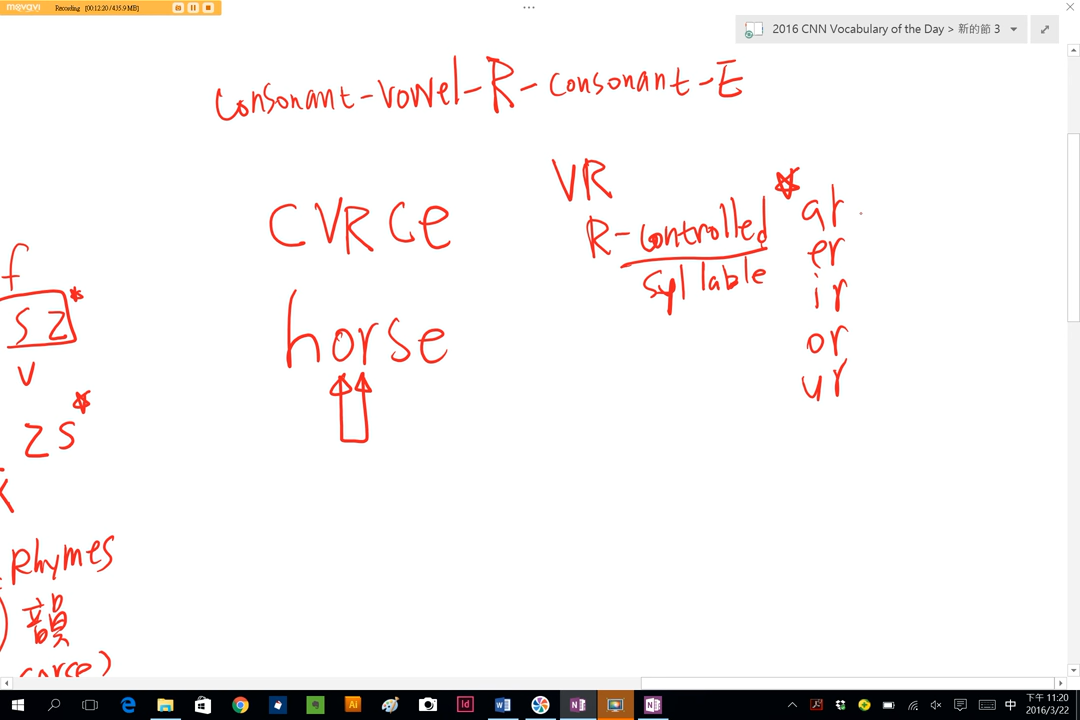 movavi Recording [00:12:20 / 435.9 MB]
2016 CNN Vocabulary of the Day > 新的節 3
consonant-vowel-R-consonant-E
VR
R-controlled
syllable
CVRCe
horse
ar
er
ir
or
ur
f
s z
v
z s
Rhymes
韻
下午 11:20
中
2016/3/22